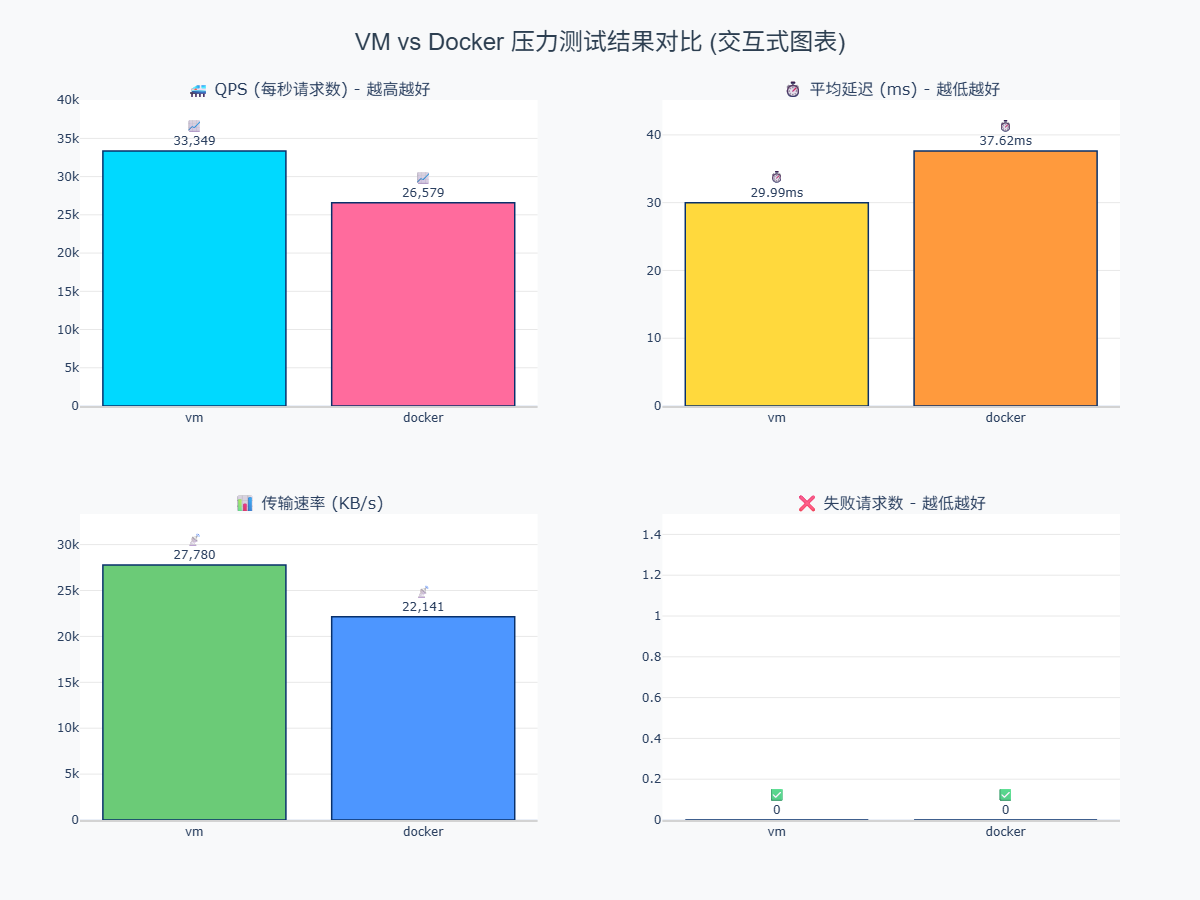 VM vs Docker 压力测试结果对比 (交互式图表)
🚅 QPS (每秒请求数) - 越高越好
40k
35k
30k
25k
20k
15k
10k
5k
0
📈
33,349
📈
26,579
vm
docker
⏱ 平均延迟 (ms) - 越低越好
40
30
20
10
0
⏱
29.99ms
⏱
37.62ms
vm
docker
📊 传输速率 (KB/s)
30k
25k
20k
15k
10k
5k
0
📡
27,780
📡
22,141
vm
docker
❌ 失败请求数 - 越低越好
1.4
1.2
1
0.8
0.6
0.4
0.2
0
✅
0
✅
0
vm
docker